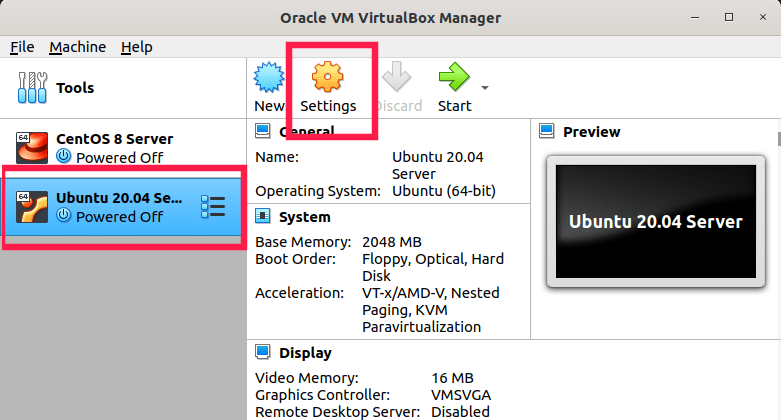 Oracle VM VirtualBox Manager
File Machine Help
Tools
New Settings Discard Start
64 CentOS 8 Server
Powered Off
64 Ubuntu 20.04 Se...
Powered Off
General
Name: Ubuntu 20.04
Server
Operating System: Ubuntu (64-bit)
System
Base Memory: 2048 MB
Boot Order: Floppy, Optical, Hard
Disk
Acceleration: VT-x/AMD-V, Nested
Paging, KVM
Paravirtualization
Display
Video Memory: 16 MB
Graphics Controller: VMSVGA
Remote Desktop Server: Disabled
Preview
Ubuntu 20.04 Server